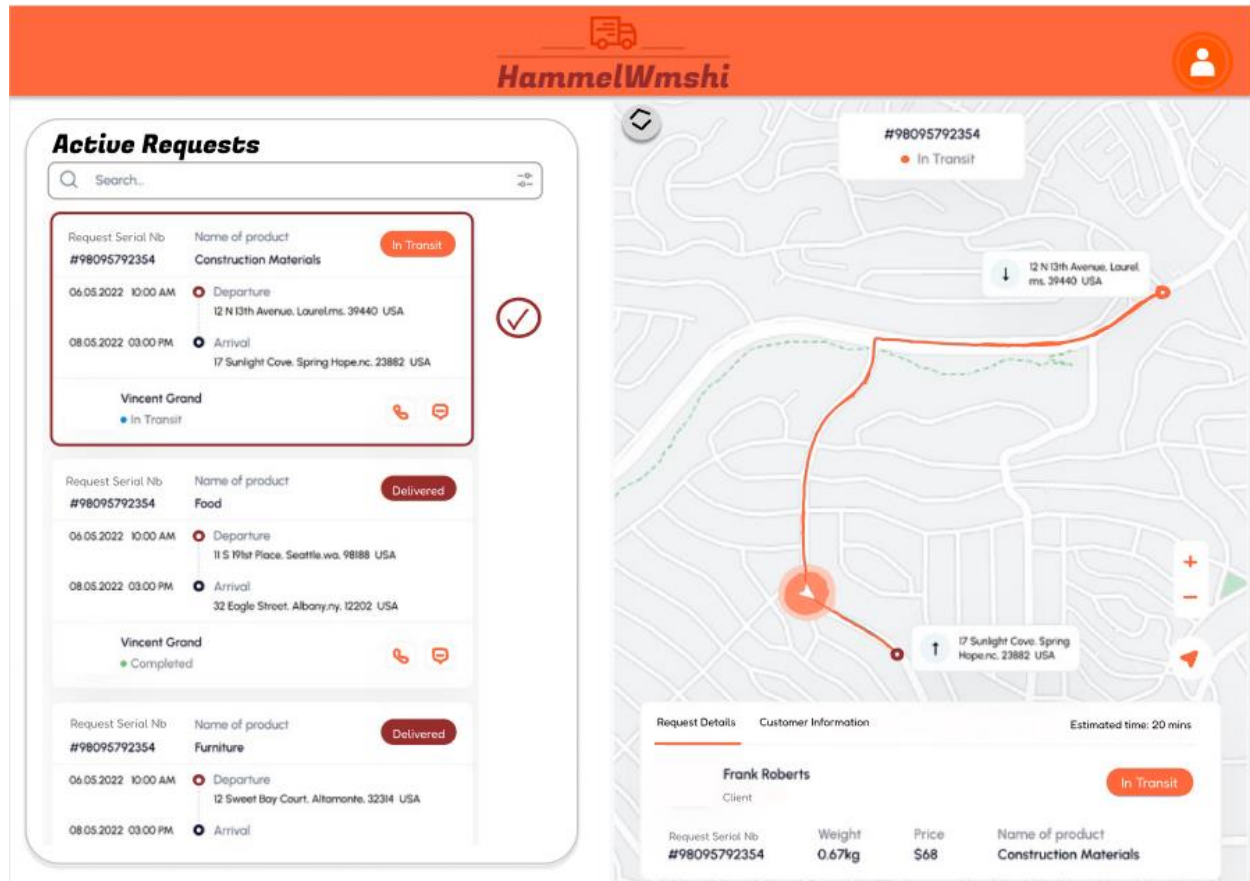 HammelWmshi
Active Requests
Search..
Request Serial Nb Name of product
#98095792354 Construction Materials
In Transit
06.05.2022 10:00 AM Departure
12 N 13th Avenue, Laurel.ms, 39440 USA
08.05.2022 03:00 PM Arrival
17 Sunlight Cove, Spring Hope.nc, 23882 USA
Vincent Grand
In Transit
Request Serial Nb Name of product
#98095792354 Food
Delivered
06.05.2022 10:00 AM Departure
11 S 191st Place, Seattle.wa, 98188 USA
08.05.2022 03:00 PM Arrival
32 Eagle Street, Albany.ny, 12202 USA
Vincent Grand
Completed
Request Serial Nb Name of product
#98095792354 Furniture
Delivered
06.05.2022 10:00 AM Departure
12 Sweet Bay Court, Altamonte, 32314 USA
08.05.2022 03:00 PM Arrival
#98095792354
In Transit
12 N 13th Avenue, Laurel.
ms, 39440 USA
17 Sunlight Cove, Spring
Hope.nc, 23882 USA
Request Details Customer Information Estimated time: 20 mins
Frank Roberts
Client
In Transit
Request Serial Nb Weight Price Name of product
#98095792354 0.67kg $68 Construction Materials